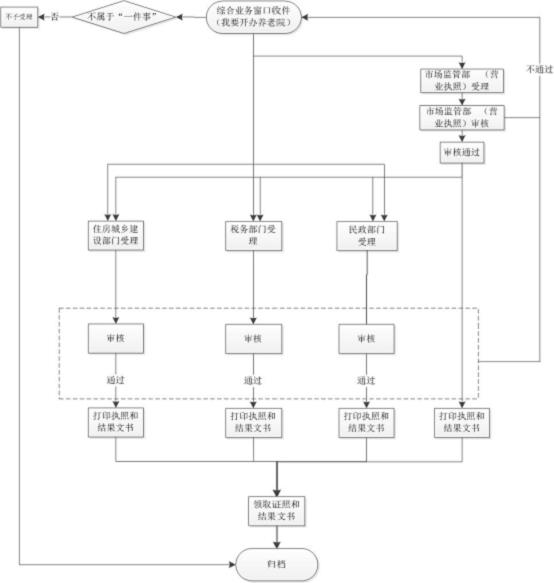 不予受理
否
不属于“一件事”
综合业务窗口收件
（我要开办养老院）
不通过
市场监管部 （营
业执照）受理
市场监管部 （营
业执照）审核
审核通过
住房城乡建
设部门受理
税务部门受
理
民政部门
受理
审核
审核
审核
通过
通过
通过
打印执照和
结果文书
打印执照和
结果文书
打印执照和
结果文书
打印执照和
结果文书
领取证照和
结果文书
归档